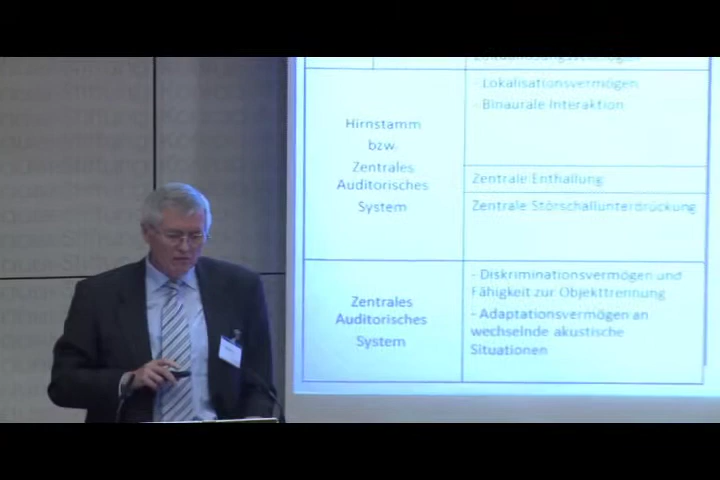 - Lokalisationsvermögen
- Binaurale Interaktion
Hirnstamm
bzw.
Zentrales
Auditorisches
System
Zentrale Enthallung
Zentrale Störschallunterdrückung
- Diskriminationsvermögen und
Fähigkeit zur Objekttrennung
- Adaptationsvermögen an
wechselnde akustische
Situationen
Zentrales
Auditorisches
System